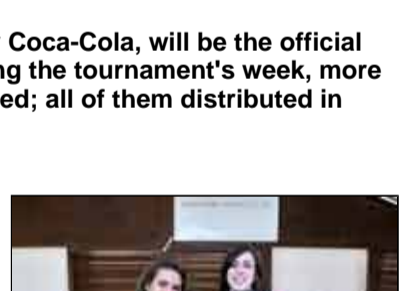 Coca-Cola, will be the official
ng the tournament's week, more
ed; all of them distributed in